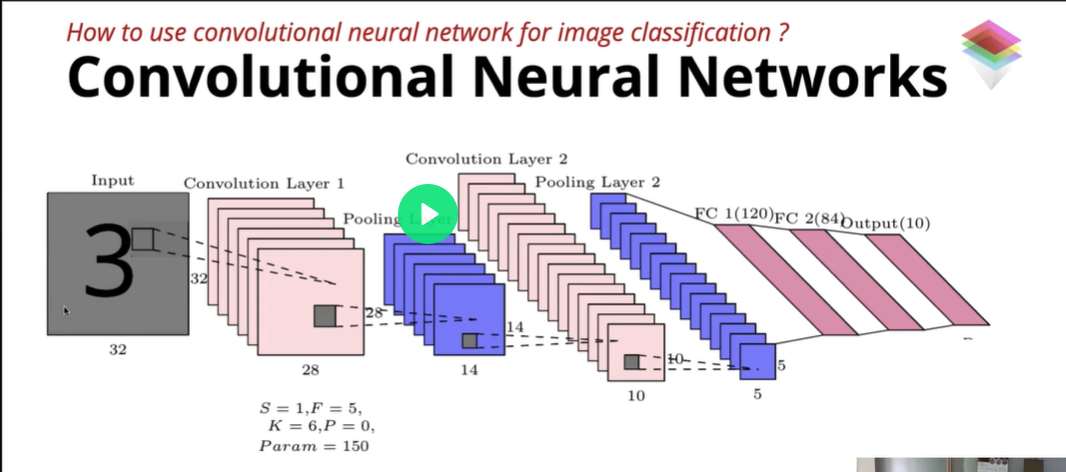 How to use convolutional neural network for image classification ?
Convolutional Neural Networks
Convolution Layer 2
Input
Convolution Layer 1
Pooling Layer 2
Pooling Layer
FC 1(120)
FC 2(84)
Output(10)
3
32
32
28
28
14
14
10
10
5
5
S = 1,F = 5,
K = 6,P = 0,
Param = 150